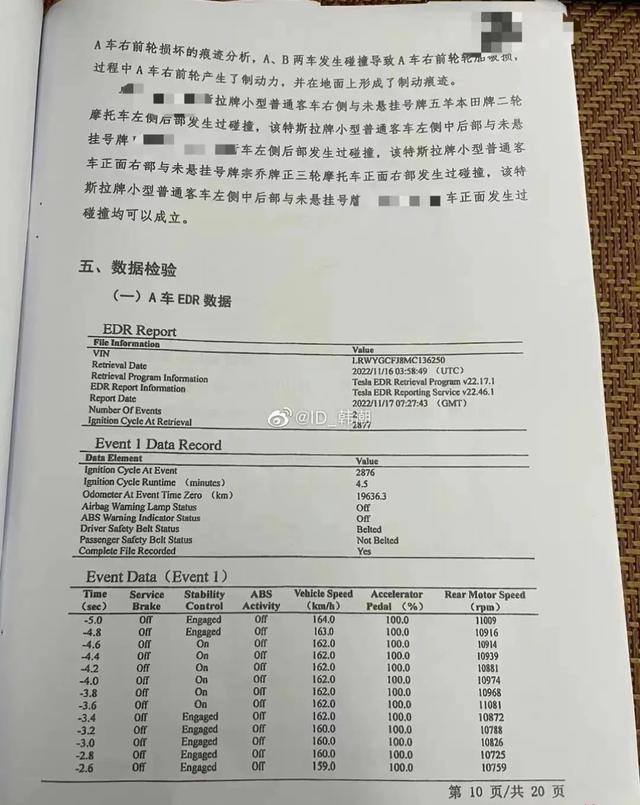 A 车右前轮损坏的痕迹分析，A、B 两车发生碰撞导致 A 车右前轮轮胎破损，
过程中 A 车右前轮产生了制动力，并在地面上形成了制动痕迹。
斯拉牌小型普通客车右侧与未悬挂号牌五羊本田牌二轮
摩托车左侧后部发生过碰撞，该特斯拉牌小型普通客车左侧中后部与未悬
挂号牌 车左侧后部发生过碰撞，该特斯拉牌小型普通客
车正面右部与未悬挂号牌宗乔牌正三轮摩托车正面右部发生过碰撞，该特
斯拉牌小型普通客车左侧中后部与未悬挂号 车正面发生过
碰撞均可以成立。
五、数据检验
（一）A 车 EDR 数据
EDR Report
File Information Value
VIN LRWYGCFJ8MC136250
Retrieval Date 2022/11/16 03:58:49 (UTC)
Retrieval Program Information Tesla EDR Retrieval Program v22.17.1
EDR Report Information Tesla EDR Reporting Service v22.46.1
Report Date 2022/11/17 07:27:43 (GMT)
Number Of Events
Ignition Cycle At Retrieval 2877
@ID_韩潮
Event 1 Data Record
Data Element Value
Ignition Cycle At Event 2876
Ignition Cycle Runtime (minutes) 4.5
Odometer At Event Time Zero (km) 19636.3
Airbag Warning Lamp Status Off
ABS Warning Indicator Status Off
Driver Safety Belt Status Belted
Passenger Safety Belt Status Not Belted
Complete File Recorded Yes
Event Data (Event 1)
Time Service Stability ABS Vehicle Speed Accelerator Rear Motor Speed
(sec) Brake Control Activity (km/h) Pedal (%) (rpm)
-5.0 Off Engaged Off 164.0 100.0 11009
-4.8 Off Engaged Off 163.0 100.0 10916
-4.6 Off On Off 162.0 100.0 10914
-4.4 Off On Off 162.0 100.0 10939
-4.2 Off On Off 162.0 100.0 10881
-4.0 Off On Off 162.0 100.0 10974
-3.8 Off On Off 162.0 100.0 10968
-3.6 Off On Off 162.0 100.0 11081
-3.4 Off Engaged Off 162.0 100.0 10872
-3.2 Off Engaged Off 160.0 100.0 10788
-3.0 Off Engaged Off 160.0 100.0 10826
-2.8 Off Engaged Off 160.0 100.0 10725
-2.6 Off Engaged Off 159.0 100.0 10759
第 10 页/共 20 页